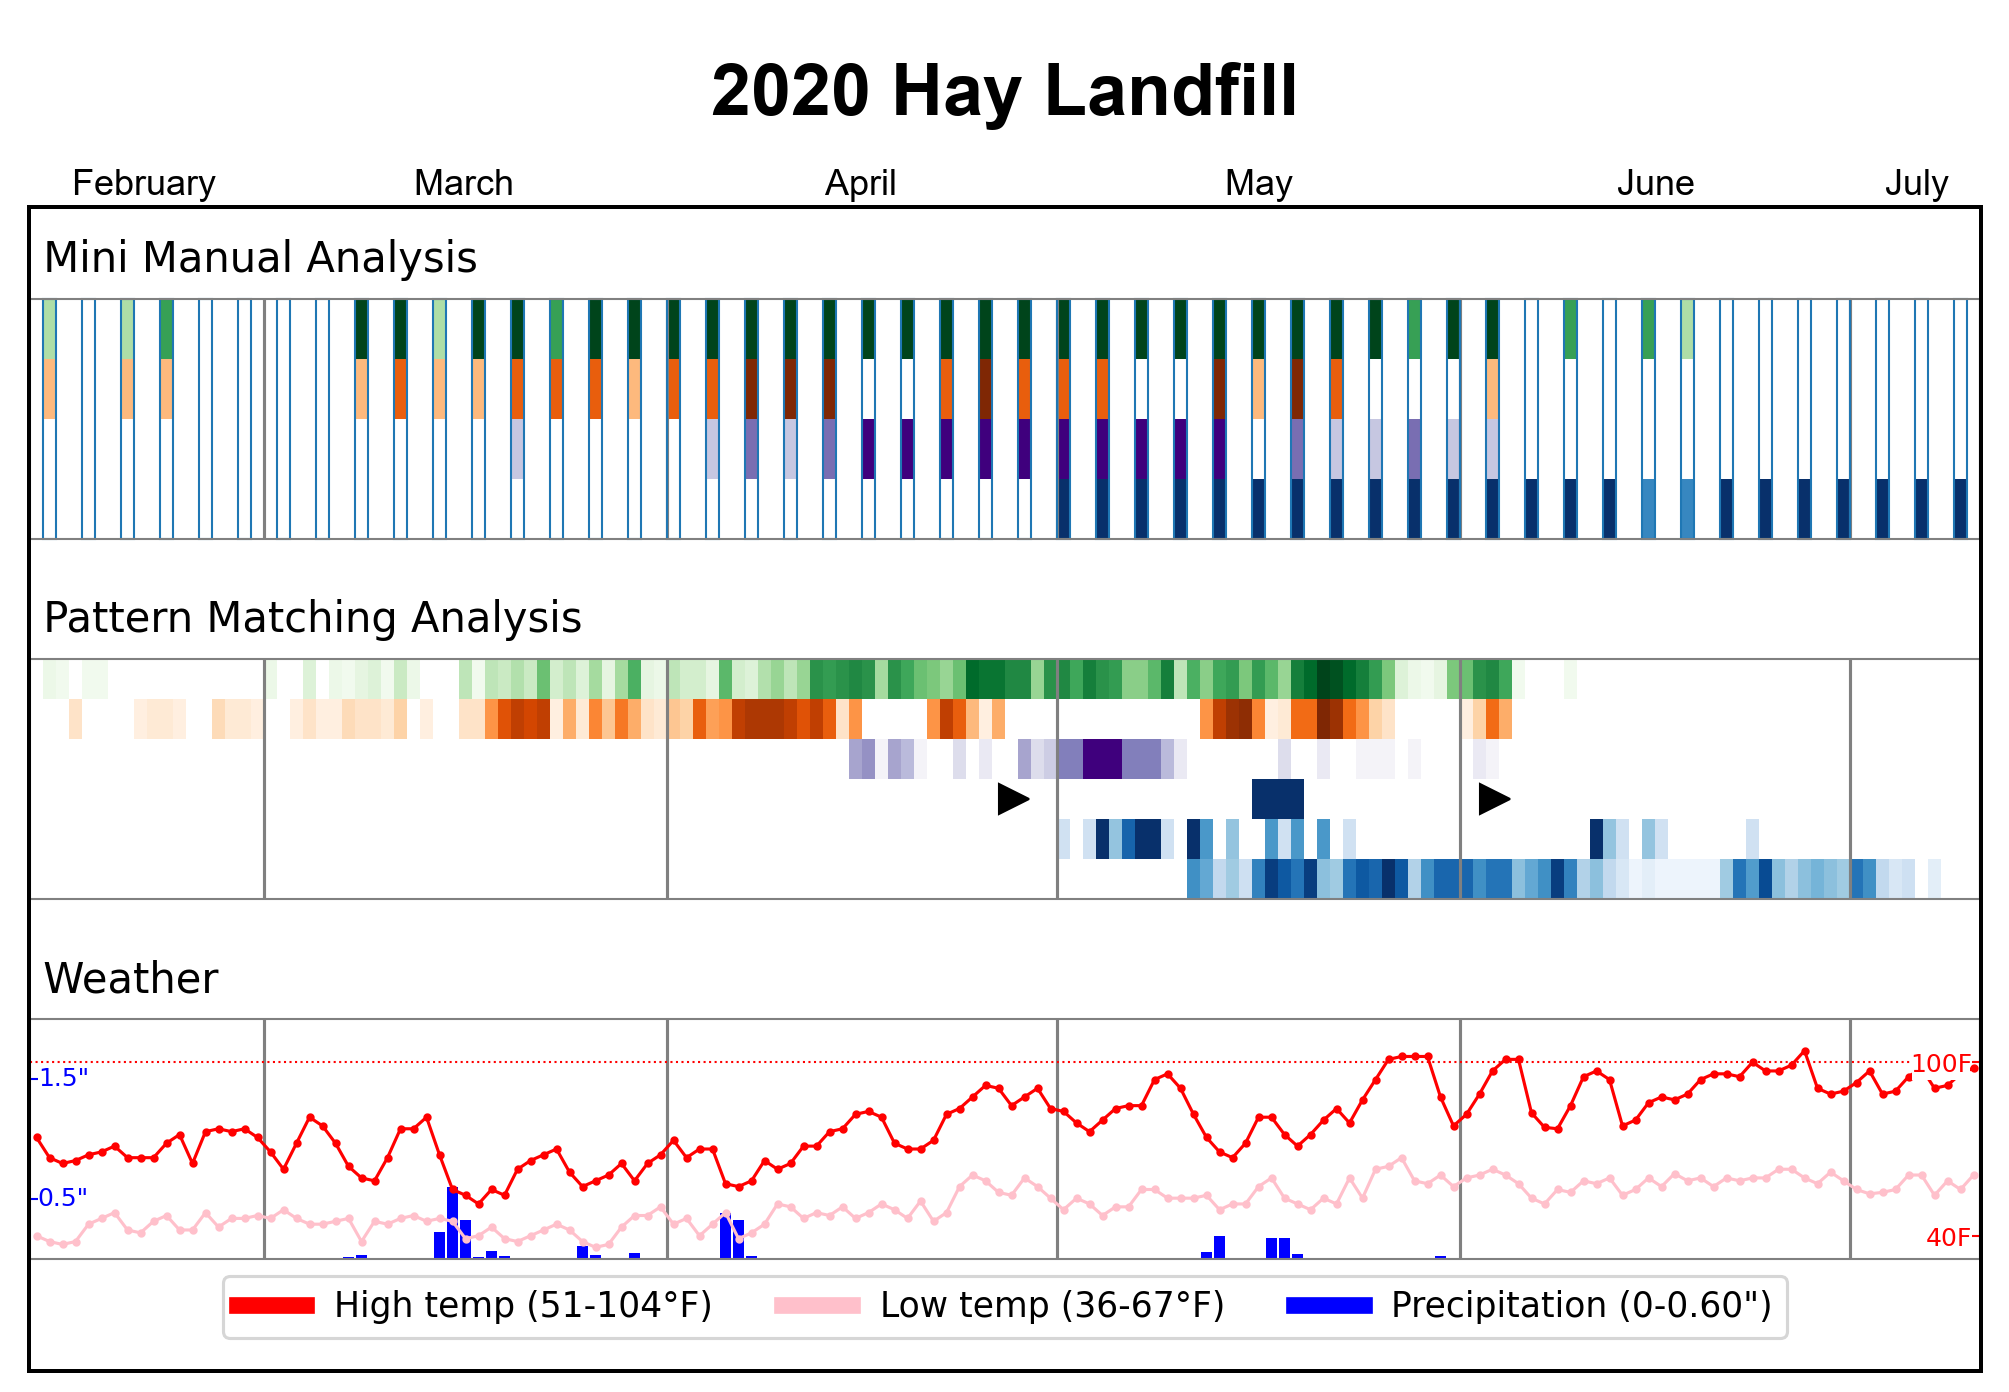 2020 Hay Landfill
February March April May June July
Mini Manual Analysis
Pattern Matching Analysis
Weather
1.5" 100F
0.5"
40F
High temp (51-104°F) Low temp (36-67°F) Precipitation (0-0.60")